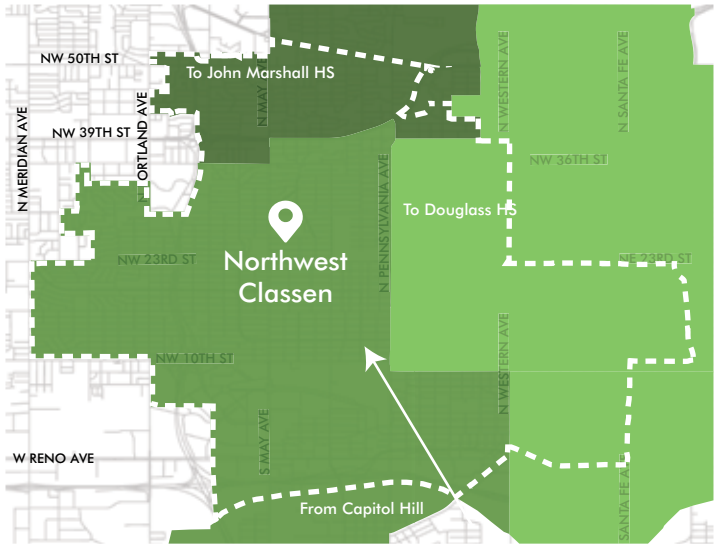 NW 50TH ST
To John Marshall HS
N MAY AVE
N WESTERN AVE
N SANTA FE AVE
N MERIDIAN AVE
N PORTLAND AVE
NW 39TH ST
NW 36TH ST
N PENNSYLVANIA AVE
To Douglass HS
NW 23RD ST
Northwest
Classen
NE 23RD ST
NW 10TH ST
N WESTERN AVE
S MAY AVE
W RENO AVE
SANTA FE AVE
From Capitol Hill